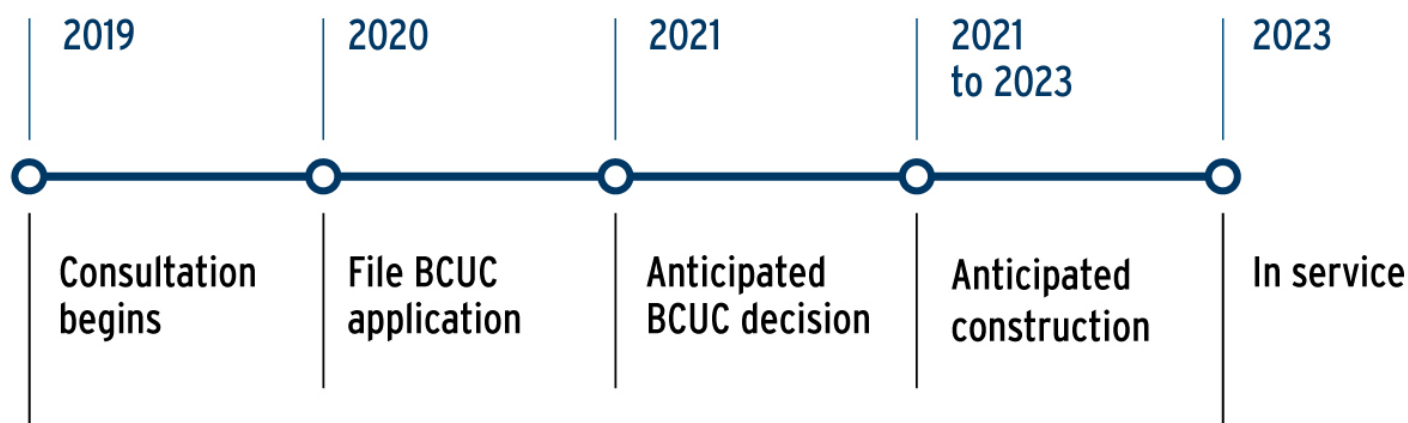 2019
2020
2021
2021
to 2023
2023
Consultation
begins
File BCUC
application
Anticipated
BCUC decision
Anticipated
construction
In service